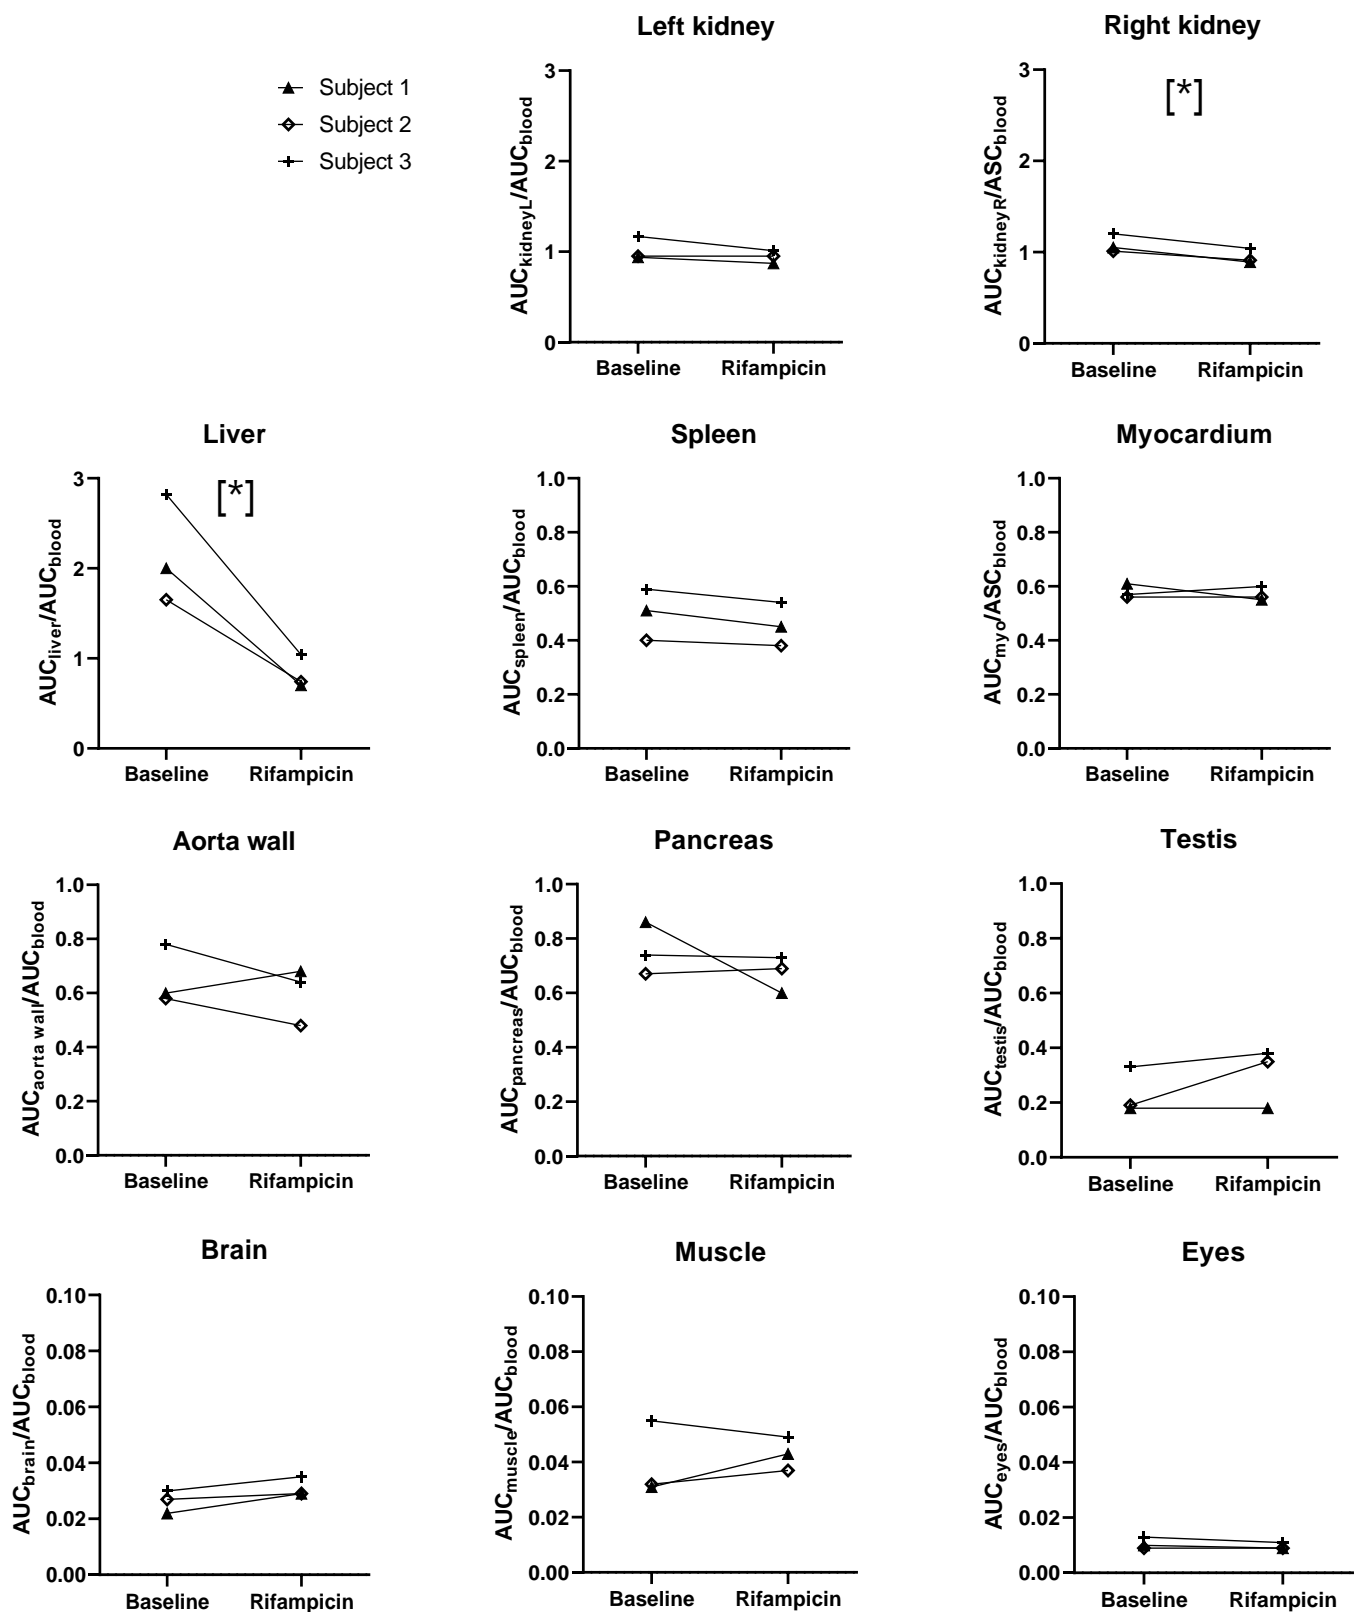 Subject 1
Subject 2
Subject 3
Left kidney
AUCkidneyL/AUCblood
3
2
1
0
Baseline Rifampicin
Right kidney
[*]
AUCkidneyR/ASCblood
3
2
1
0
Baseline Rifampicin
Liver
[*]
AUCliver/AUCblood
3
2
1
0
Baseline Rifampicin
Spleen
AUCspleen/AUCblood
1.0
0.8
0.6
0.4
0.2
0.0
Baseline Rifampicin
Myocardium
AUCmyo/ASCblood
1.0
0.8
0.6
0.4
0.2
0.0
Baseline Rifampicin
Aorta wall
AUCaorta wall/AUCblood
1.0
0.8
0.6
0.4
0.2
0.0
Baseline Rifampicin
Pancreas
AUCpancreas/AUCblood
1.0
0.8
0.6
0.4
0.2
0.0
Baseline Rifampicin
Testis
AUCtestis/AUCblood
1.0
0.8
0.6
0.4
0.2
0.0
Baseline Rifampicin
Brain
AUCbrain/AUCblood
0.10
0.08
0.06
0.04
0.02
0.00
Baseline Rifampicin
Muscle
AUCmuscle/AUCblood
0.10
0.08
0.06
0.04
0.02
0.00
Baseline Rifampicin
Eyes
AUCeyes/AUCblood
0.10
0.08
0.06
0.04
0.02
0.00
Baseline Rifampicin